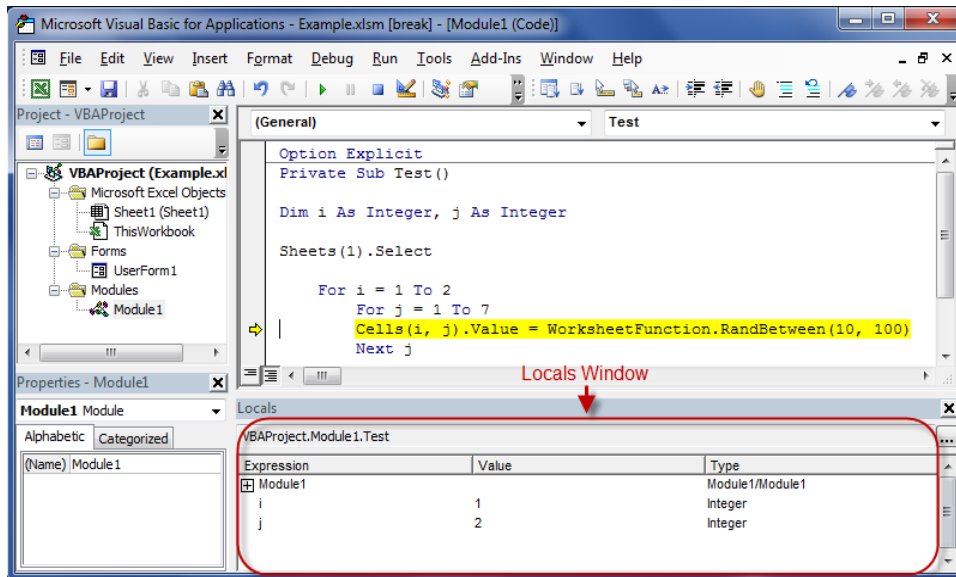 Microsoft Visual Basic for Applications - Example.xlsm [break] - [Module1 (Code)]
File Edit View Insert Format Debug Run Tools Add-Ins Window Help
Project - VBAProject
VBAProject (Example.xl
Microsoft Excel Objects
Sheet1 (Sheet1)
ThisWorkbook
Forms
UserForm1
Modules
Module1
Properties - Module1
Module1 Module
Alphabetic Categorized
(Name) Module1
(General) Test
Option Explicit
Private Sub Test()
Dim i As Integer, j As Integer
Sheets(1).Select
For i = 1 To 2
For j = 1 To 7
Cells(i, j).Value = WorksheetFunction.RandBetween(10, 100)
Next j
Locals Window
Locals
VBAProject.Module1.Test
...
Expression Value Type
Module1 Module1/Module1
i 1 Integer
j 2 Integer